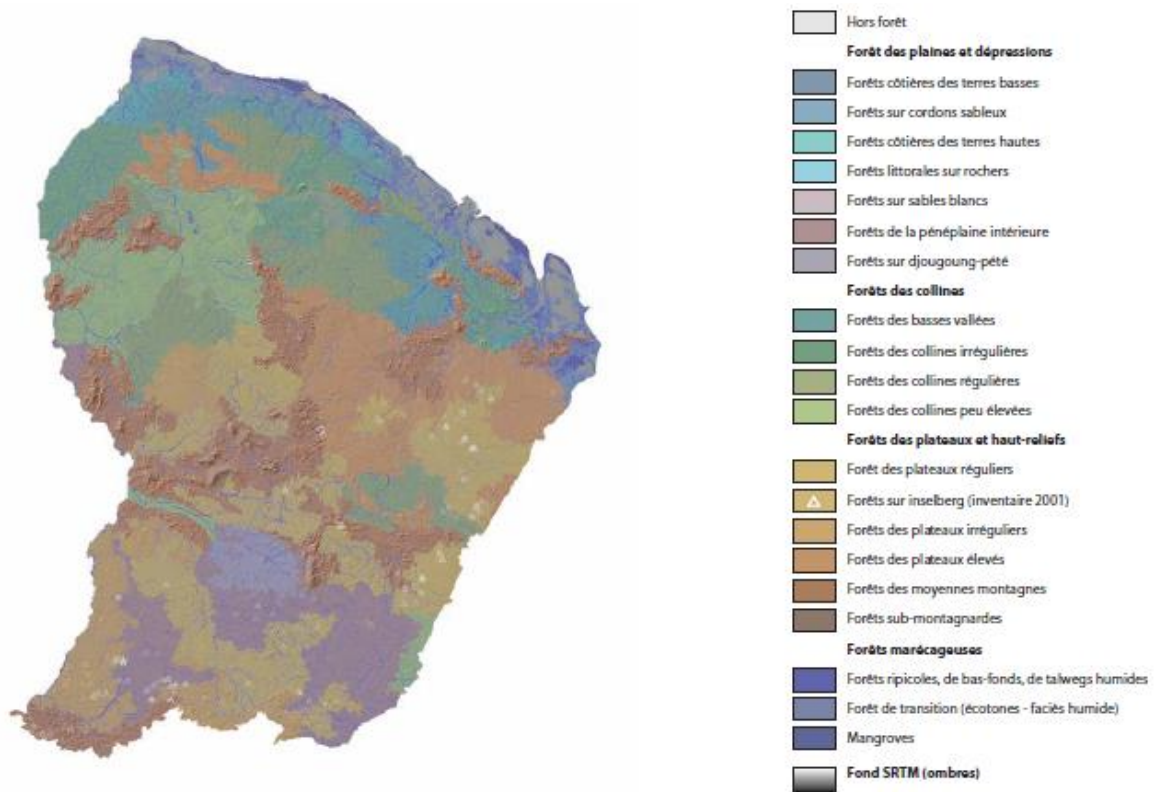 Hors forêt
Forêt des plaines et dépressions
Forêts côtières des terres basses
Forêts sur cordons sableux
Forêts côtières des terres hautes
Forêts littorales sur rochers
Forêts sur sables blancs
Forêts de la pénéplaine intérieure
Forêts sur djougoung-pété
Forêts des collines
Forêts des basses vallées
Forêts des collines irrégulières
Forêts des collines régulières
Forêts des collines peu élevées
Forêts des plateaux et haut-reliefs
Forêt des plateaux réguliers
Forêts sur inselberg (inventaire 2001)
Forêts des plateaux irréguliers
Forêts des plateaux élevés
Forêts des moyennes montagnes
Forêts sub-montagnardes
Forêts marécageuses
Forêts ripicoles, de bas-fonds, de talwegs humides
Forêt de transition (écotones - faciès humide)
Mangroves
Fond SRTM (ombres)